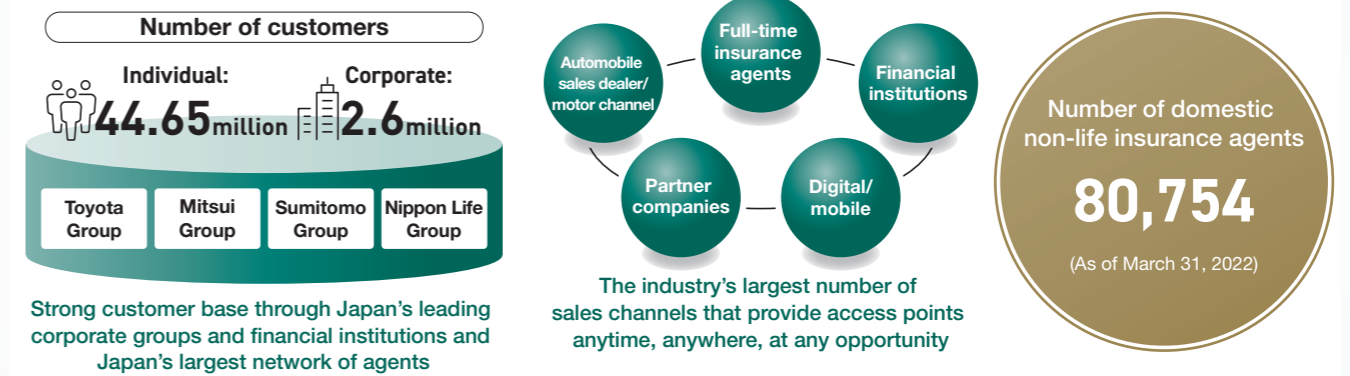 Number of customers
Individual:
44.65million
Corporate:
2.6million
Toyota
Group
Mitsui
Group
Sumitomo
Group
Nippon Life
Group
Strong customer base through Japan’s leading
corporate groups and financial institutions and
Japan’s largest network of agents
Automobile
sales dealer/
motor channel
Full-time
insurance
agents
Financial
institutions
Partner
companies
Digital/
mobile
The industry’s largest number of
sales channels that provide access points
anytime, anywhere, at any opportunity
Number of domestic
non-life insurance agents
80,754
(As of March 31, 2022)